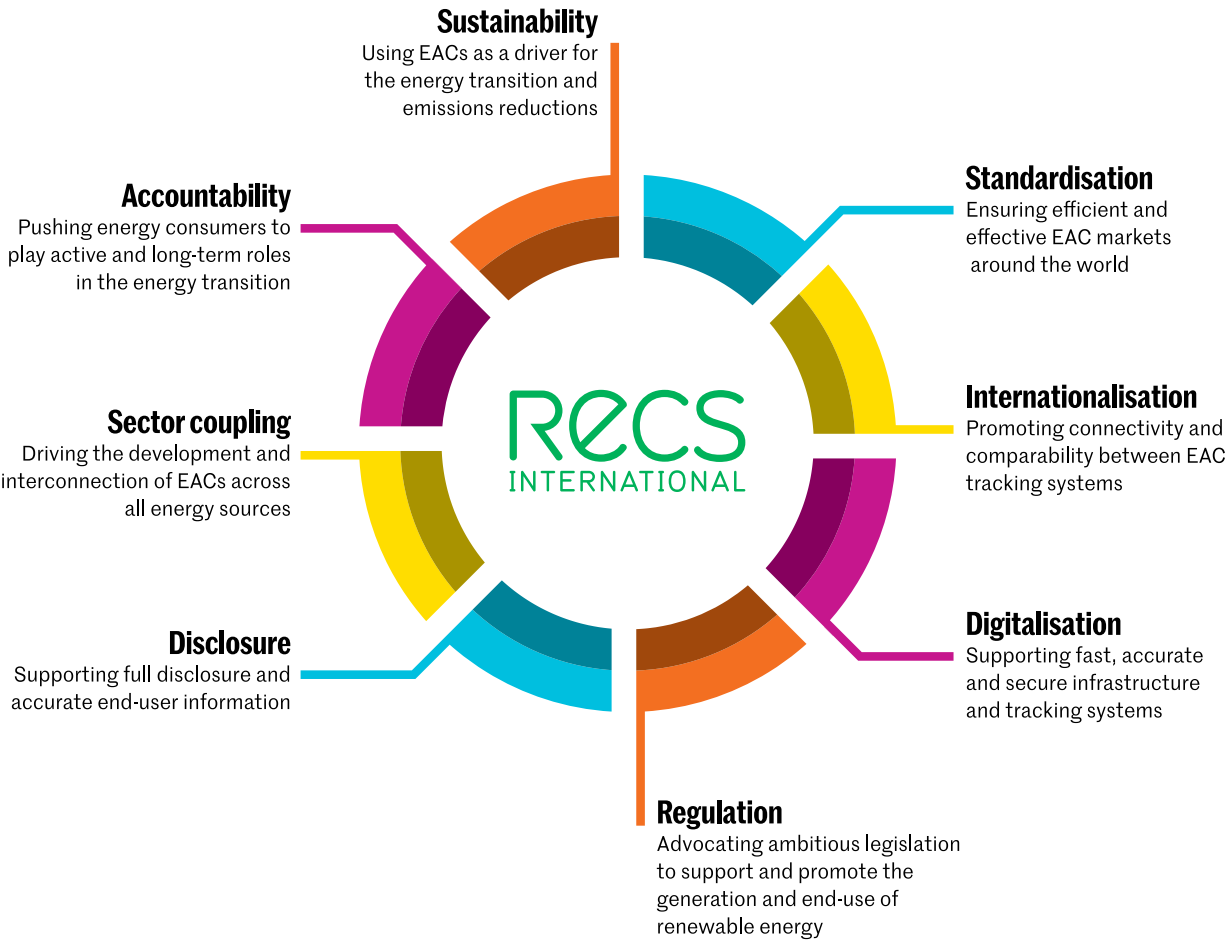 Sustainability
Using EACs as a driver for
the energy transition and
emissions reductions
Standardisation
Ensuring efficient and
effective EAC markets
around the world
Accountability
Pushing energy consumers to
play active and long-term roles
in the energy transition
Internationalisation
Promoting connectivity and
comparability between EAC
tracking systems
RECS
INTERNATIONAL
Sector coupling
Driving the development and
interconnection of EACs across
all energy sources
Digitalisation
Supporting fast, accurate
and secure infrastructure
and tracking systems
Disclosure
Supporting full disclosure and
accurate end-user information
Regulation
Advocating ambitious legislation
to support and promote the
generation and end-use of
renewable energy